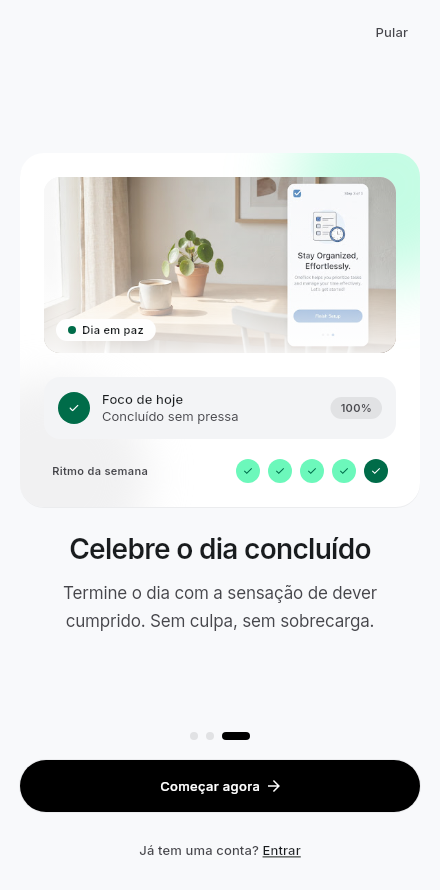 Pular
Stay Organized,
Effortlessly.
Dia em paz
Foco de hoje
Concluído sem pressa
100%
Ritmo da semana
Celebre o dia concluído
Termine o dia com a sensação de dever
cumprido. Sem culpa, sem sobrecarga.
Começar agora
Já tem uma conta? Entrar